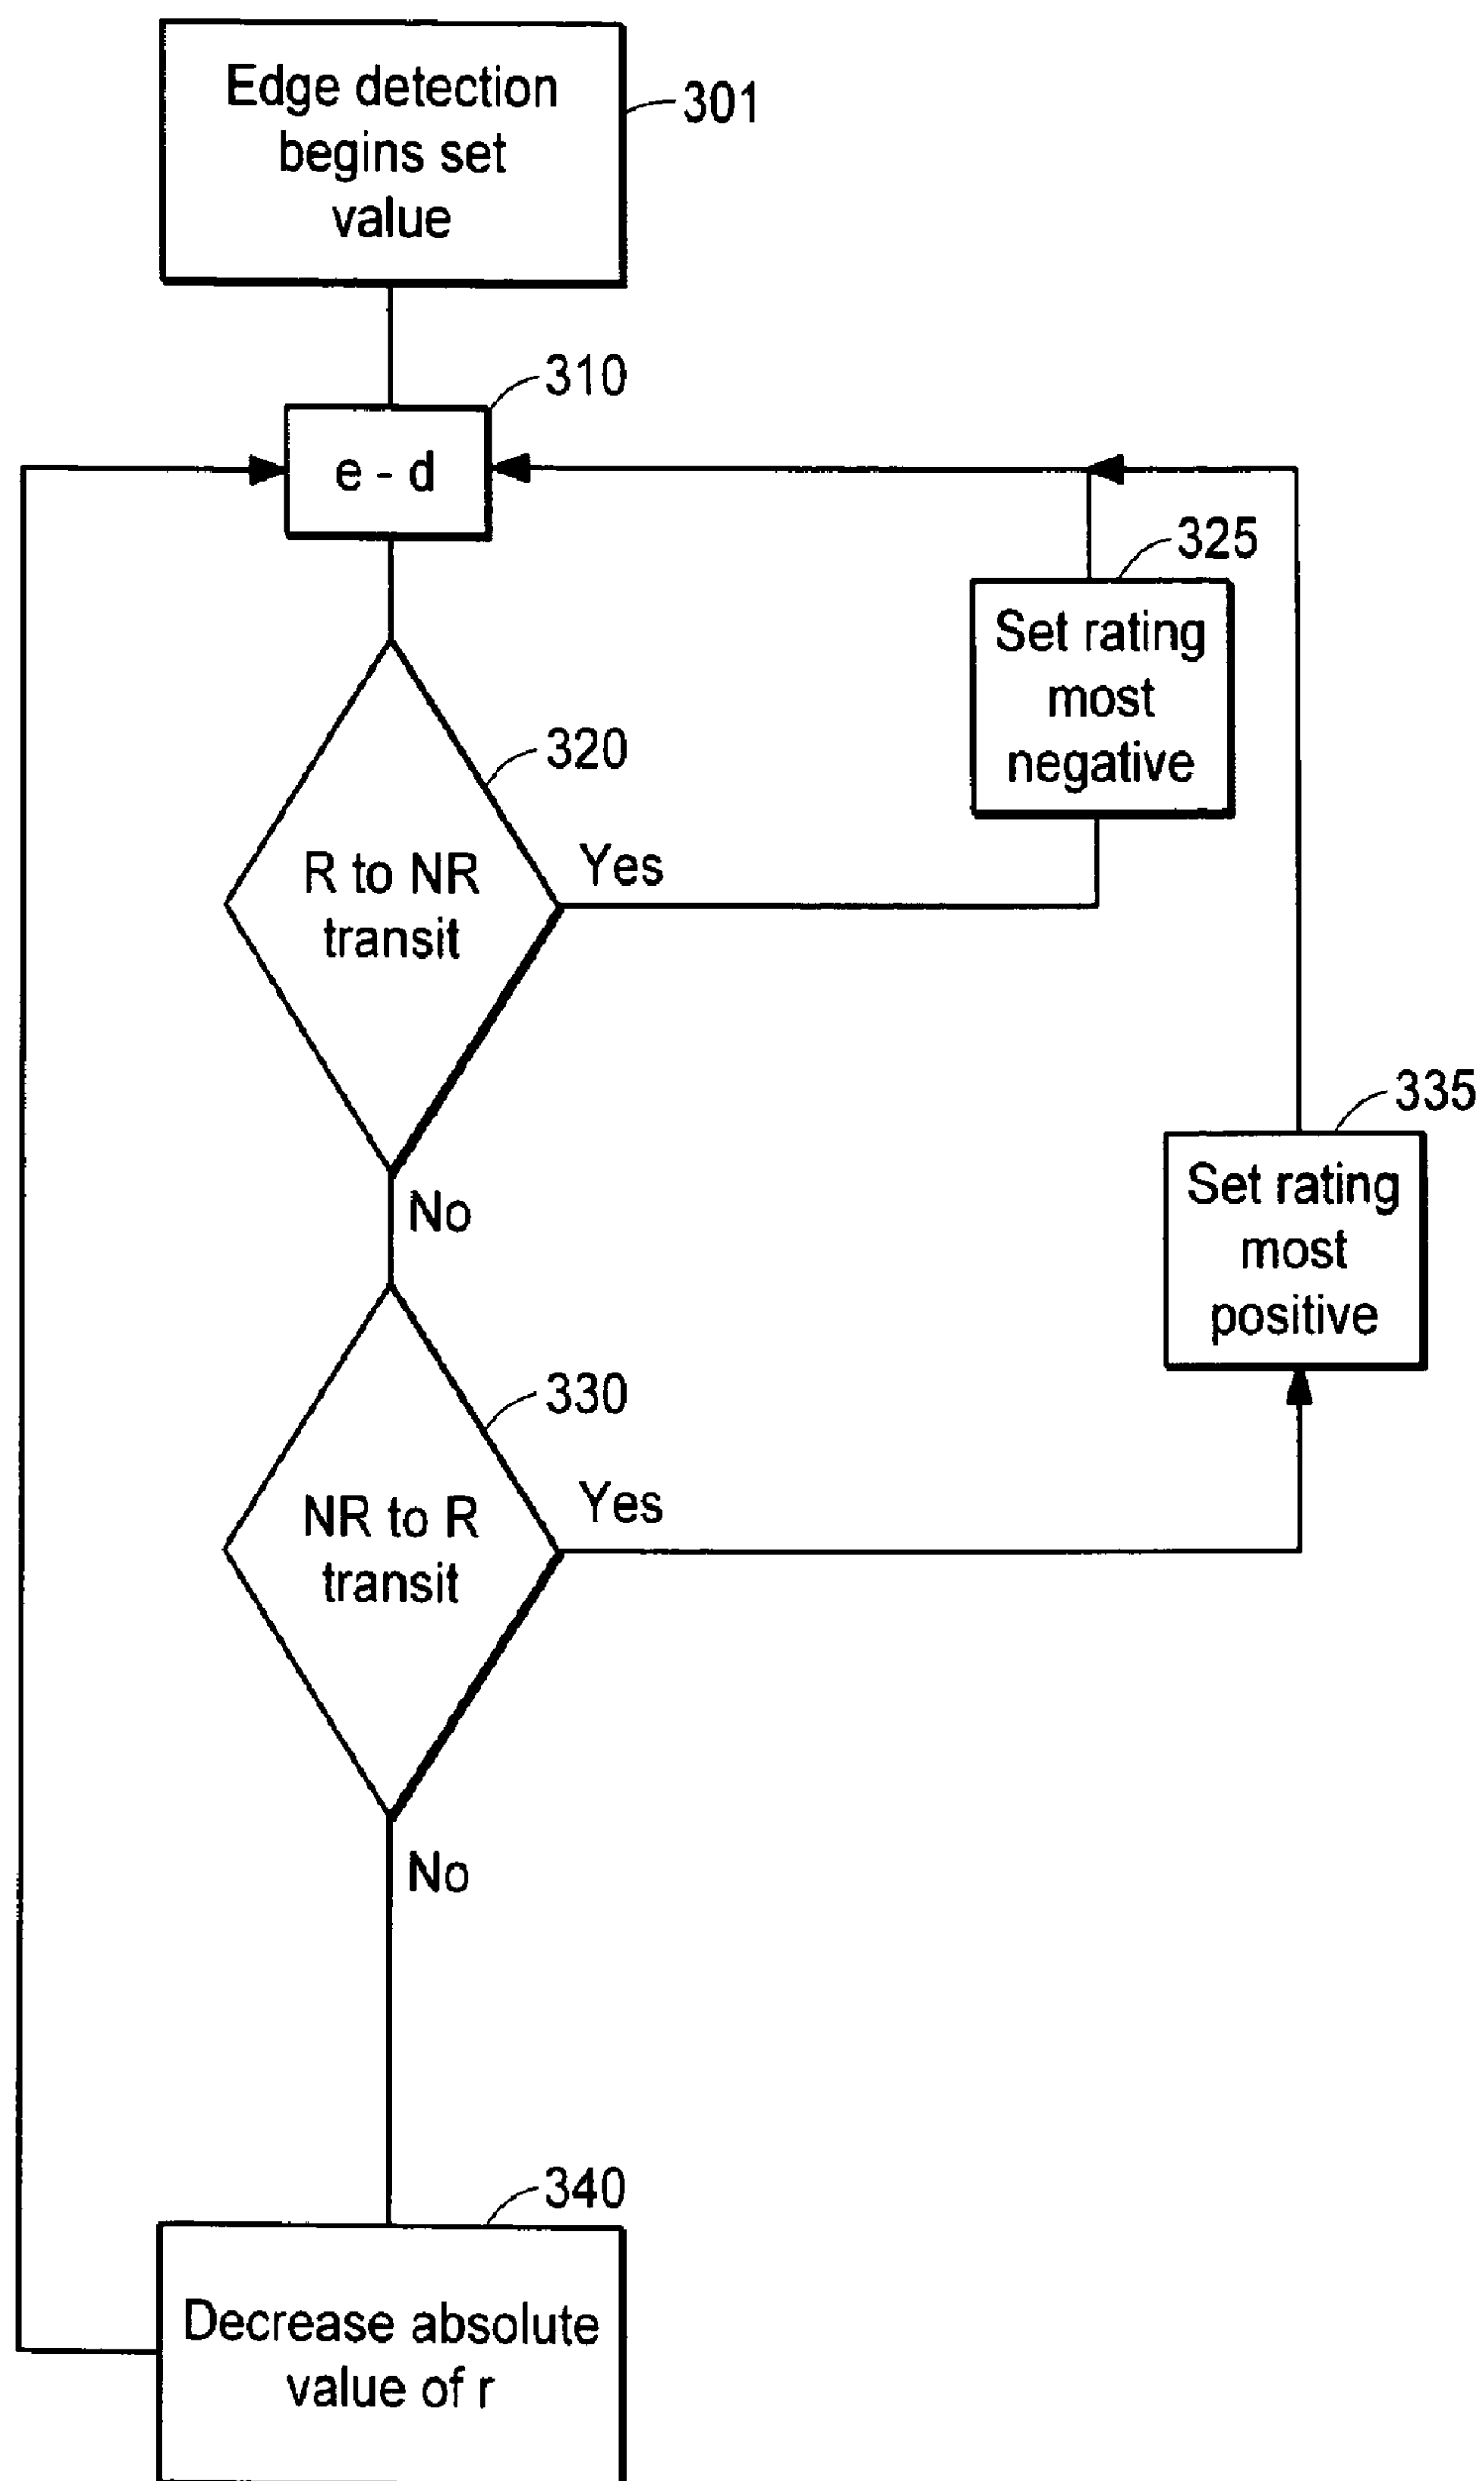 Edge detection
begins set
value
301
310
e - d
325
Set rating
most
negative
320
R to NR
transit
Yes
No
335
Set rating
most
positive
330
NR to R
transit
Yes
No
340
Decrease absolute
value of r